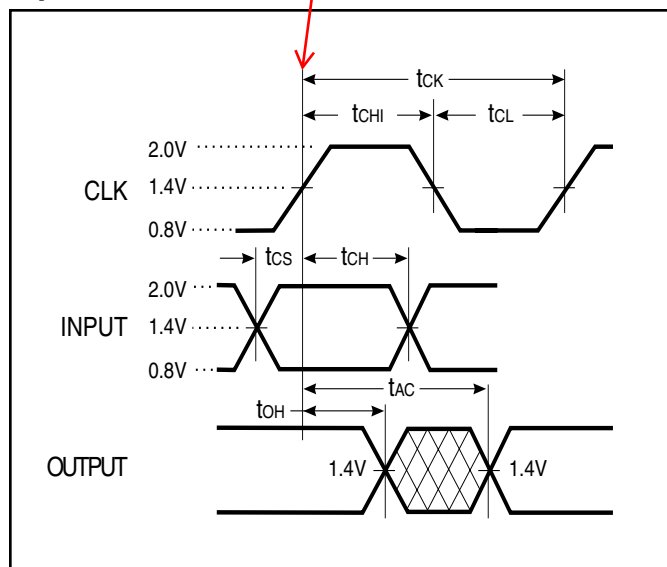 tCK
tCHI tCL
2.0V
CLK 1.4V
0.8V
tCS tCH
2.0V
INPUT 1.4V
0.8V
tAC
tOH
OUTPUT 1.4V 1.4V